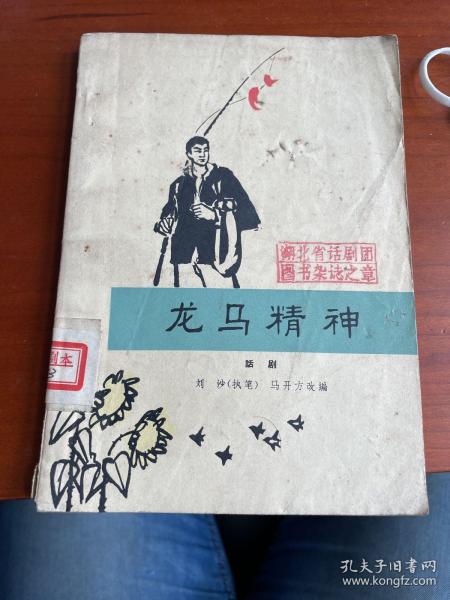 湖北省话剧团
图书杂志之章
龙马精神
話剧
刘沙(执笔) 马开方改編
剧本
孔夫子旧书网
www.kongfz.com